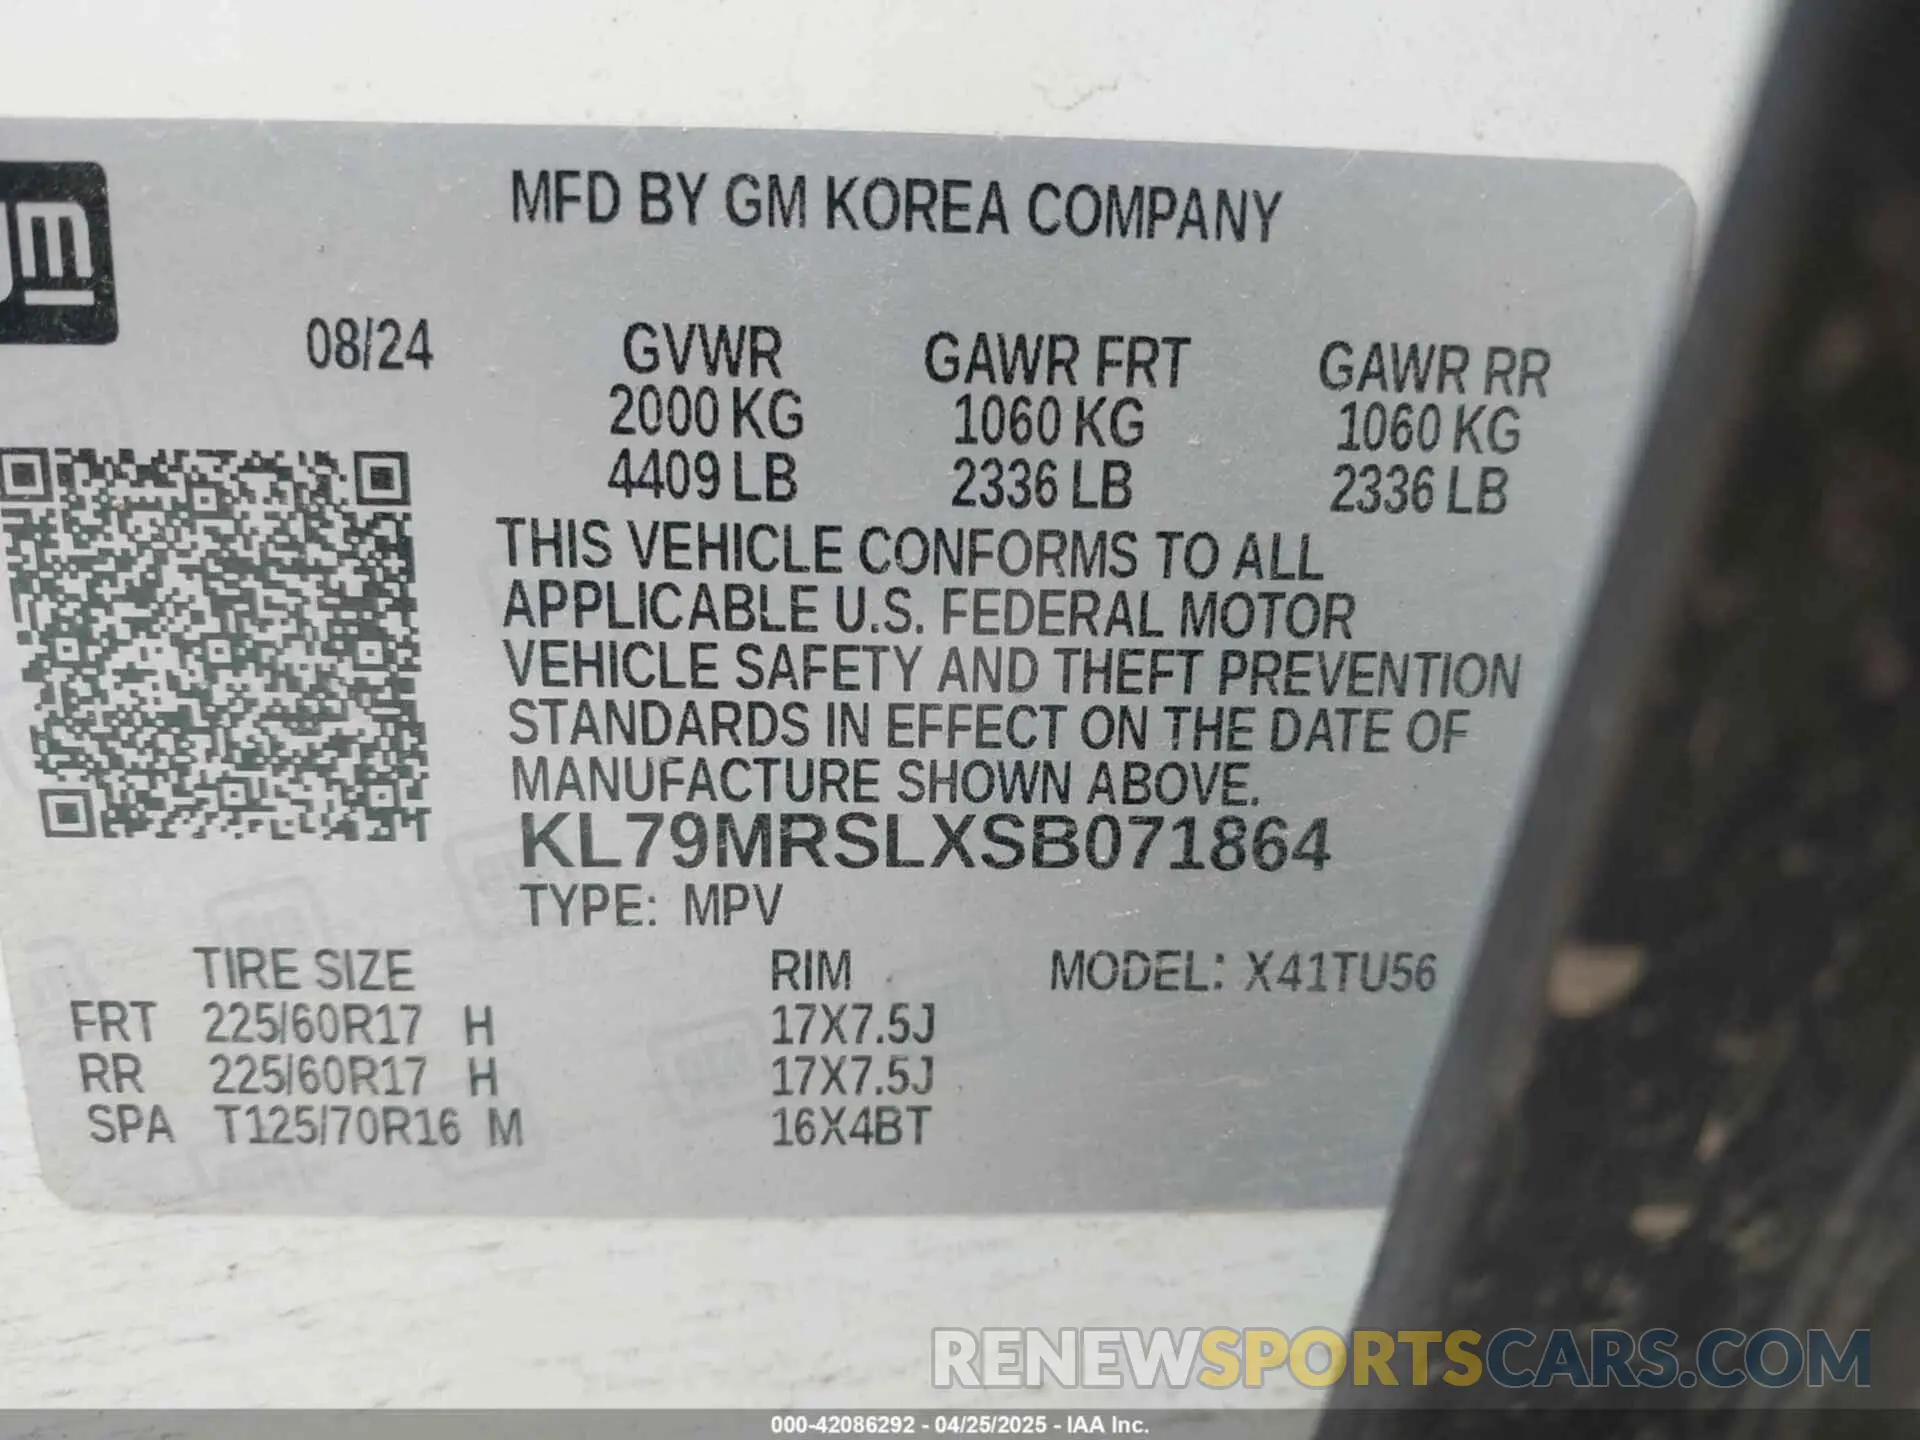 gm
MFD BY GM KOREA COMPANY
08/24 GVWR GAWR FRT GAWR RR
2000 KG 1060 KG 1060 KG
4409 LB 2336 LB 2336 LB
THIS VEHICLE CONFORMS TO ALL
APPLICABLE U.S. FEDERAL MOTOR
VEHICLE SAFETY AND THEFT PREVENTION
STANDARDS IN EFFECT ON THE DATE OF
MANUFACTURE SHOWN ABOVE.
KL79MRSLXSB071864
TYPE: MPV
TIRE SIZE RIM MODEL: X41TU56
FRT 225/60R17 H 17X7.5J
RR 225/60R17 H 17X7.5J
SPA T125/70R16 M 16X4BT
RENEWSPORTSCARS.COM
000-42086292 - 04/25/2025 - IAA Inc.